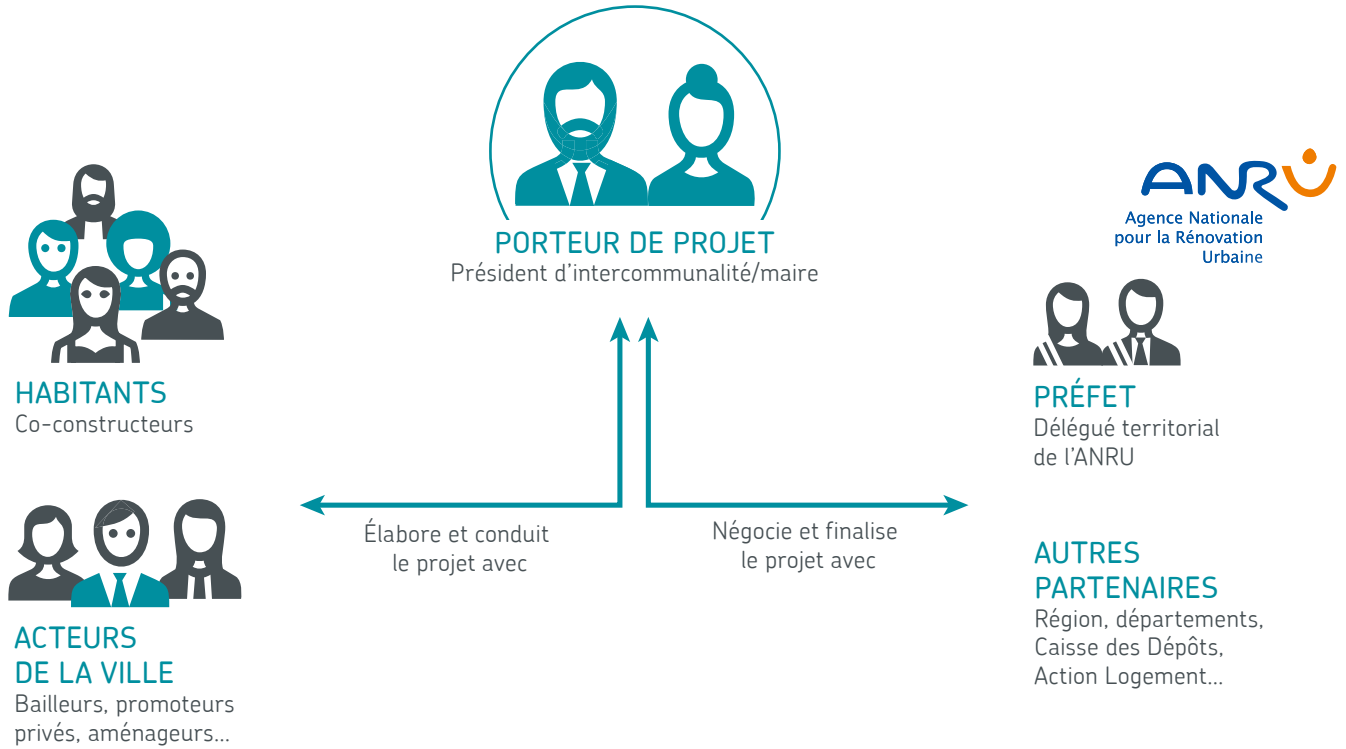 PORTEUR DE PROJET
Président d’intercommunalité/maire
HABITANTS
Co-constructeurs
ACTEURS
DE LA VILLE
Bailleurs, promoteurs
privés, aménageurs...
Élabore et conduit
le projet avec
Négocie et finalise
le projet avec
ANRU
Agence Nationale
pour la Rénovation
Urbaine
PRÉFET
Délégué territorial
de l’ANRU
AUTRES
PARTENAIRES
Région, départements,
Caisse des Dépôts,
Action Logement...